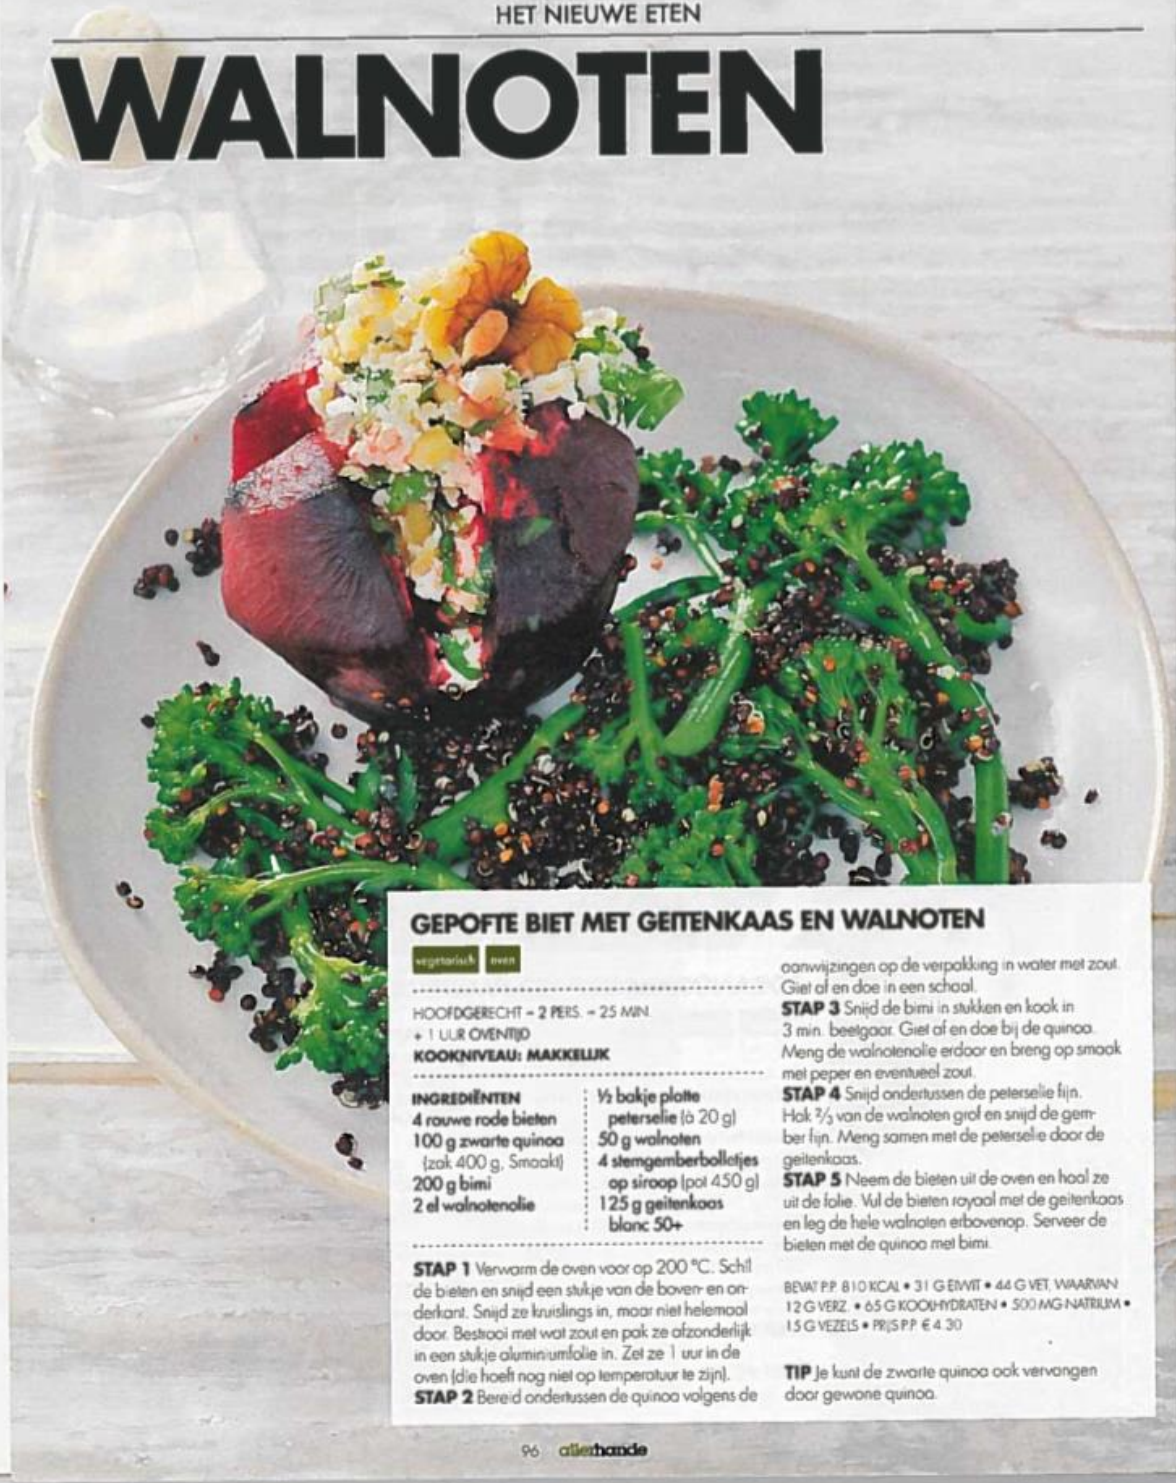 HET NIEUWE ETEN
WALNOTEN
GEPOFTE BIET MET GEITENKAAS EN WALNOTEN
vegetarisch oven
HOOFDGERECHT – 2 PERS. – 25 MIN.
+ 1 UUR OVENTIJD
KOOKNIVEAU: MAKKELIJK
INGREDIËNTEN
4 rauwe rode bieten
100 g zwarte quinoa
(zak 400 g, Smaakt)
200 g bimi
2 el walnotenolie
½ bakje platte
peterselie (à 20 g)
50 g walnoten
4 stemgemberbolletjes
op siroop (pot 450 g)
125 g geitenkaas
blanc 50+
STAP 1 Verwarm de oven voor op 200 °C. Schil
de bieten en snijd een stukje van de boven- en on-
derkant. Snijd ze kruislings in, maar niet helemaal
door. Bestrooi met wat zout en pak ze afzonderlijk
in een stukje aluminiumfolie in. Zet ze 1 uur in de
oven (die hoeft nog niet op temperatuur te zijn).
STAP 2 Bereid ondertussen de quinoa volgens de
aanwijzingen op de verpakking in water met zout.
Giet af en doe in een schaal.
STAP 3 Snijd de bimi in stukken en kook in
3 min. beetgaar. Giet af en doe bij de quinoa.
Meng de walnotenolie erdoor en breng op smaak
met peper en eventueel zout.
STAP 4 Snijd ondertussen de peterselie fijn.
Hak ⅔ van de walnoten grof en snijd de gem-
ber fijn. Meng samen met de peterselie door de
geitenkaas.
STAP 5 Neem de bieten uit de oven en haal ze
uit de folie. Vul de bieten royaal met de geitenkaas
en leg de hele walnoten erbovenop. Serveer de
bieten met de quinoa met bimi.
BEVAT P.P. 810 KCAL • 31 G EIWIT • 44 G VET, WAARVAN
12 G VERZ. • 65 G KOOLHYDRATEN • 500 MG NATRIUM •
15 G VEZELS • PRIJS P.P. € 4.30
TIP Je kunt de zwarte quinoa ook vervangen
door gewone quinoa.
96 allerhande